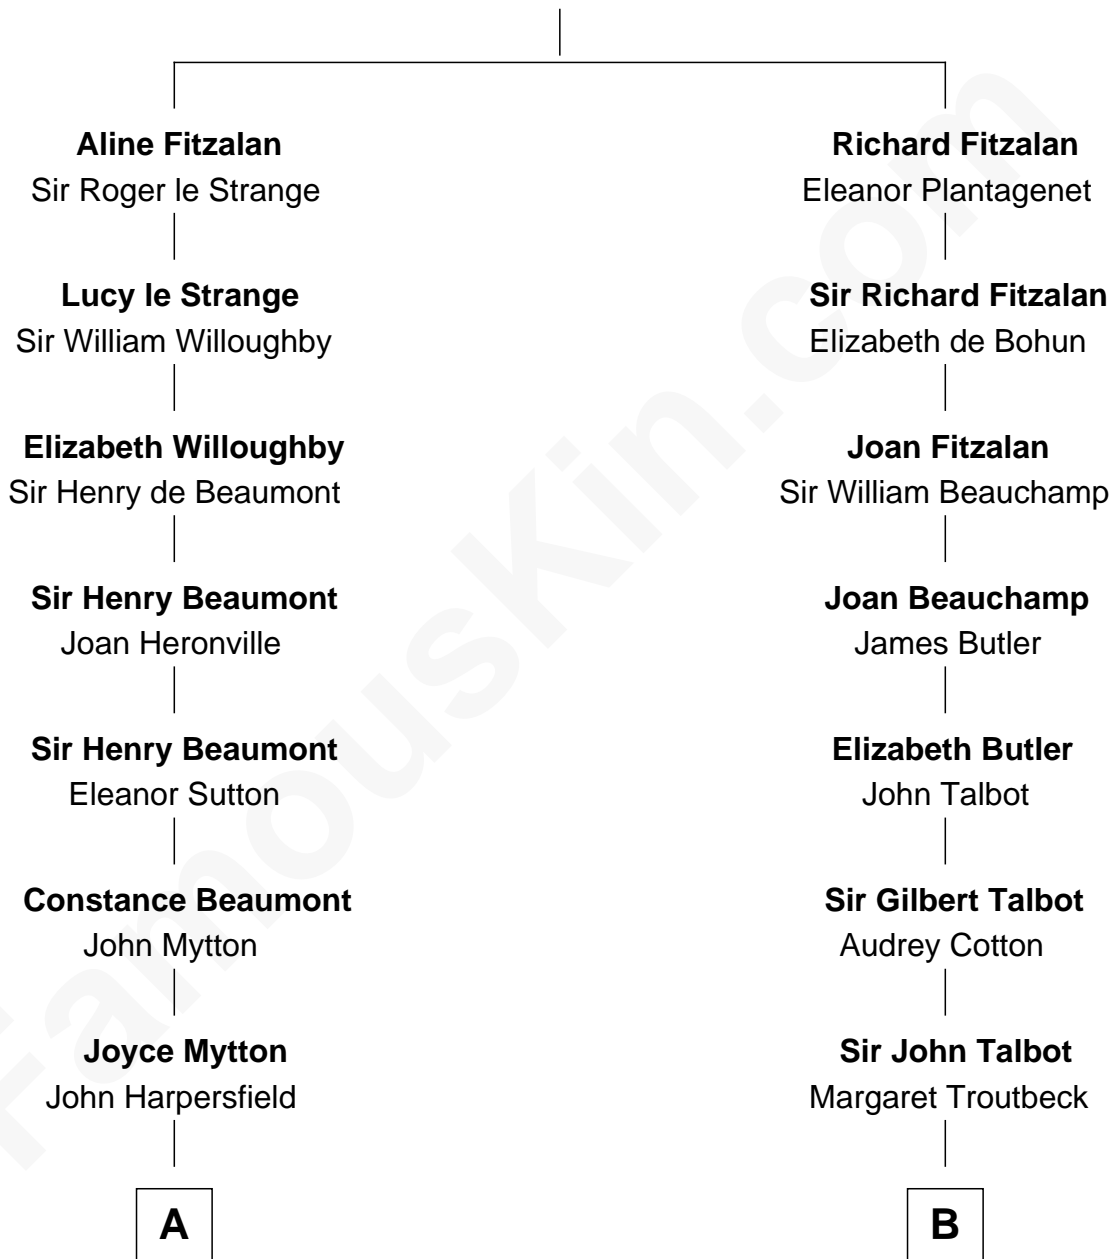 Aline Fitzalan
Sir Roger le Strange
Lucy le Strange
Sir William Willoughby
Elizabeth Willoughby
Sir Henry de Beaumont
Sir Henry Beaumont
Joan Heronville
Sir Henry Beaumont
Eleanor Sutton
Constance Beaumont
John Mytton
Joyce Mytton
John Harpersfield
A
Richard Fitzalan
Eleanor Plantagenet
Sir Richard Fitzalan
Elizabeth de Bohun
Joan Fitzalan
Sir William Beauchamp
Joan Beauchamp
James Butler
Elizabeth Butler
John Talbot
Sir Gilbert Talbot
Audrey Cotton
Sir John Talbot
Margaret Troutbeck
B
FamousKin.com